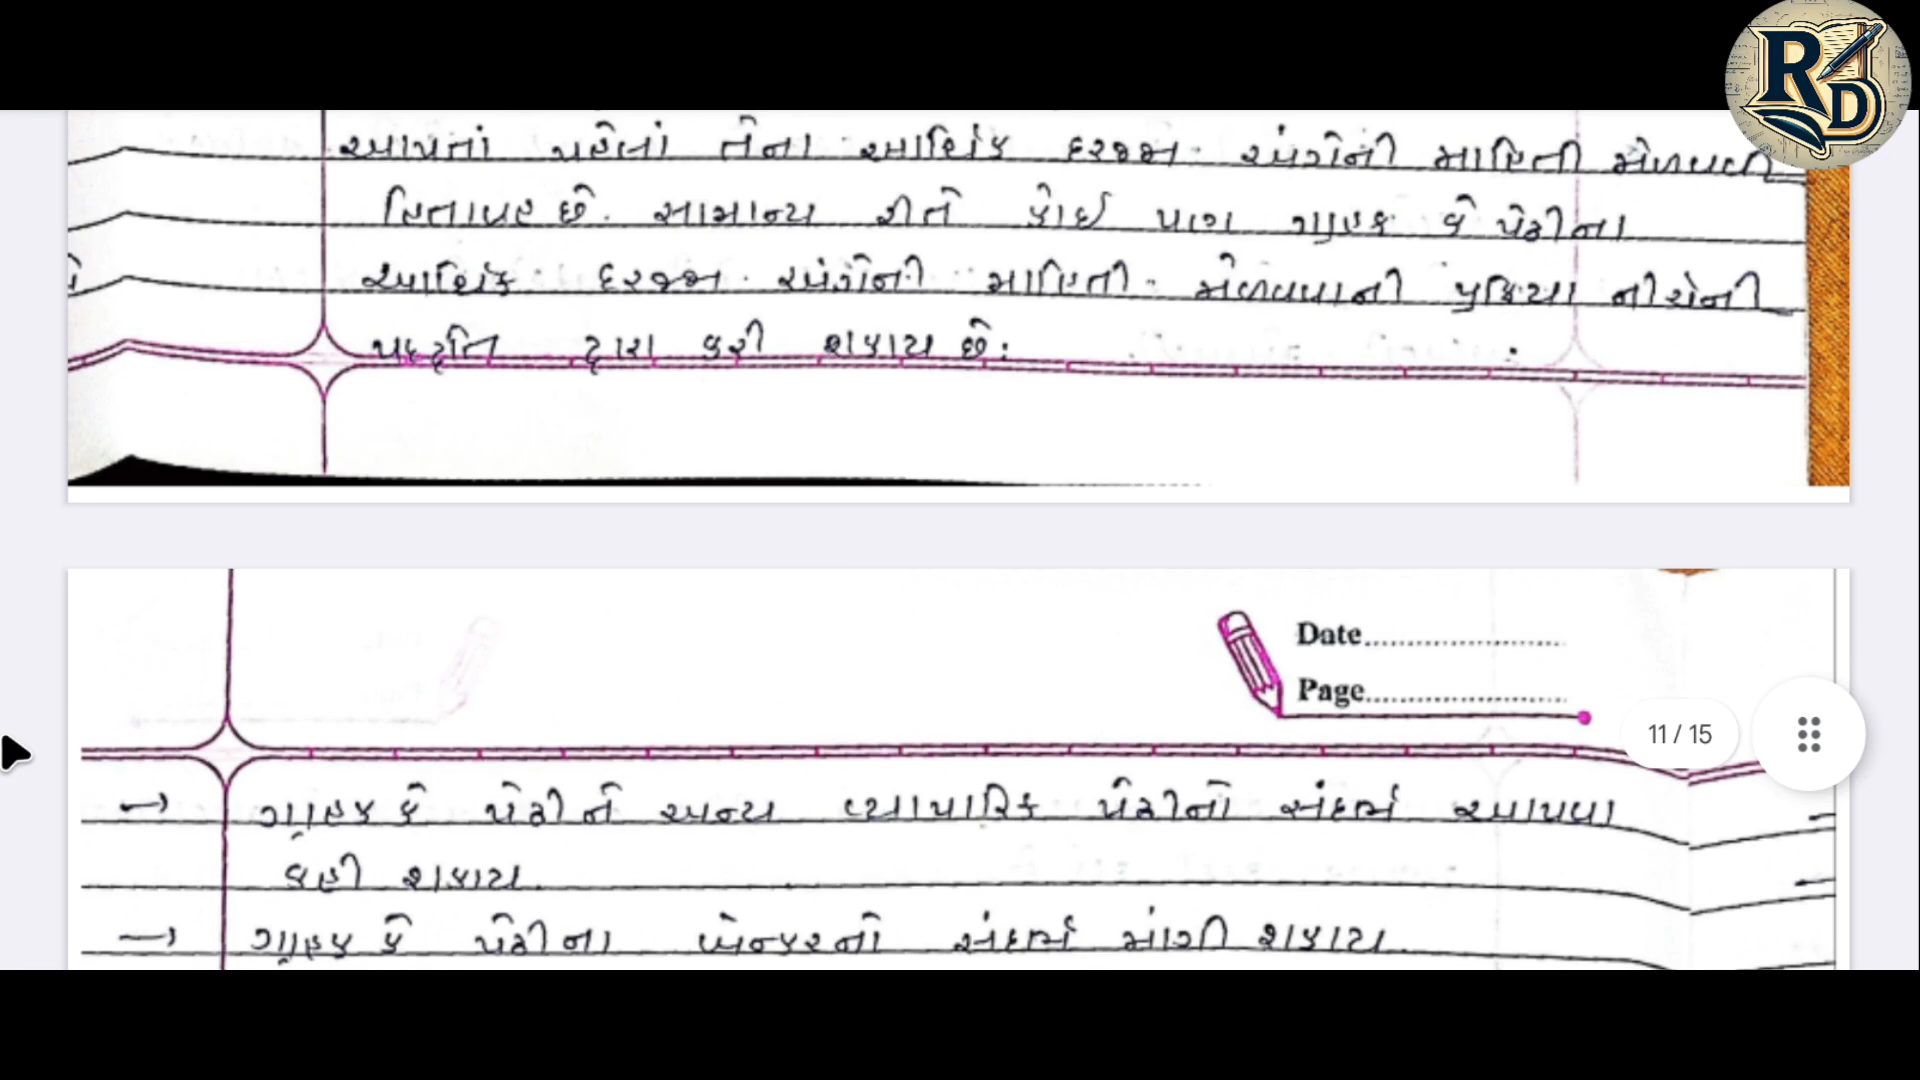 RD
આપતાં પહેલાં તેના આર્થિક દરજ્જા અંગેની માહિતી મેળવવી
હિતાવહ છે. સામાન્ય રીતે કોઈ પણ ગ્રાહક કે પેઢીના
આર્થિક દરજ્જા અંગેની માહિતી મેળવવાની પ્રક્રિયા નીચેની
પદ્ધતિ દ્વારા કરી શકાય છે:
Date
Page
11 / 15
→ ગ્રાહક કે પેઢીને અન્ય વ્યાપારિક પેઢીનો સંદર્ભ આપવા
કહી શકાય.
→ ગ્રાહક કે પેઢીના બેન્કરનો સંદર્ભ માંગી શકાય